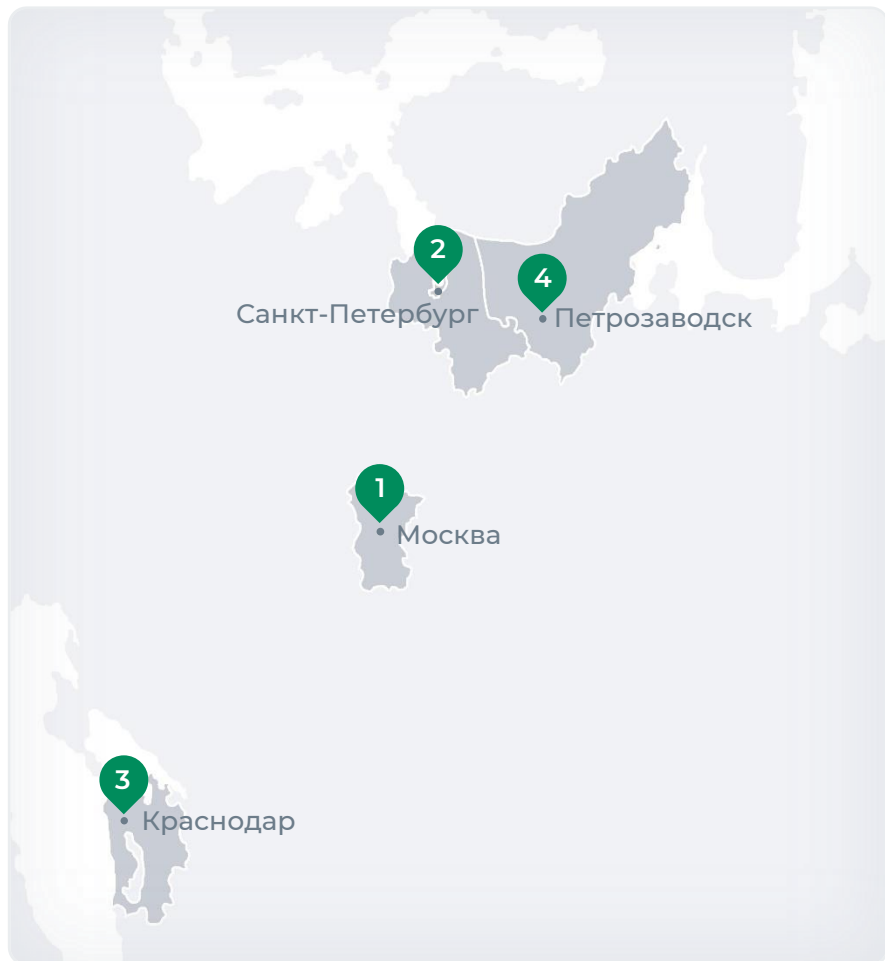 2
4
Санкт-Петербург
Петрозаводск
1
Москва
3
Краснодар